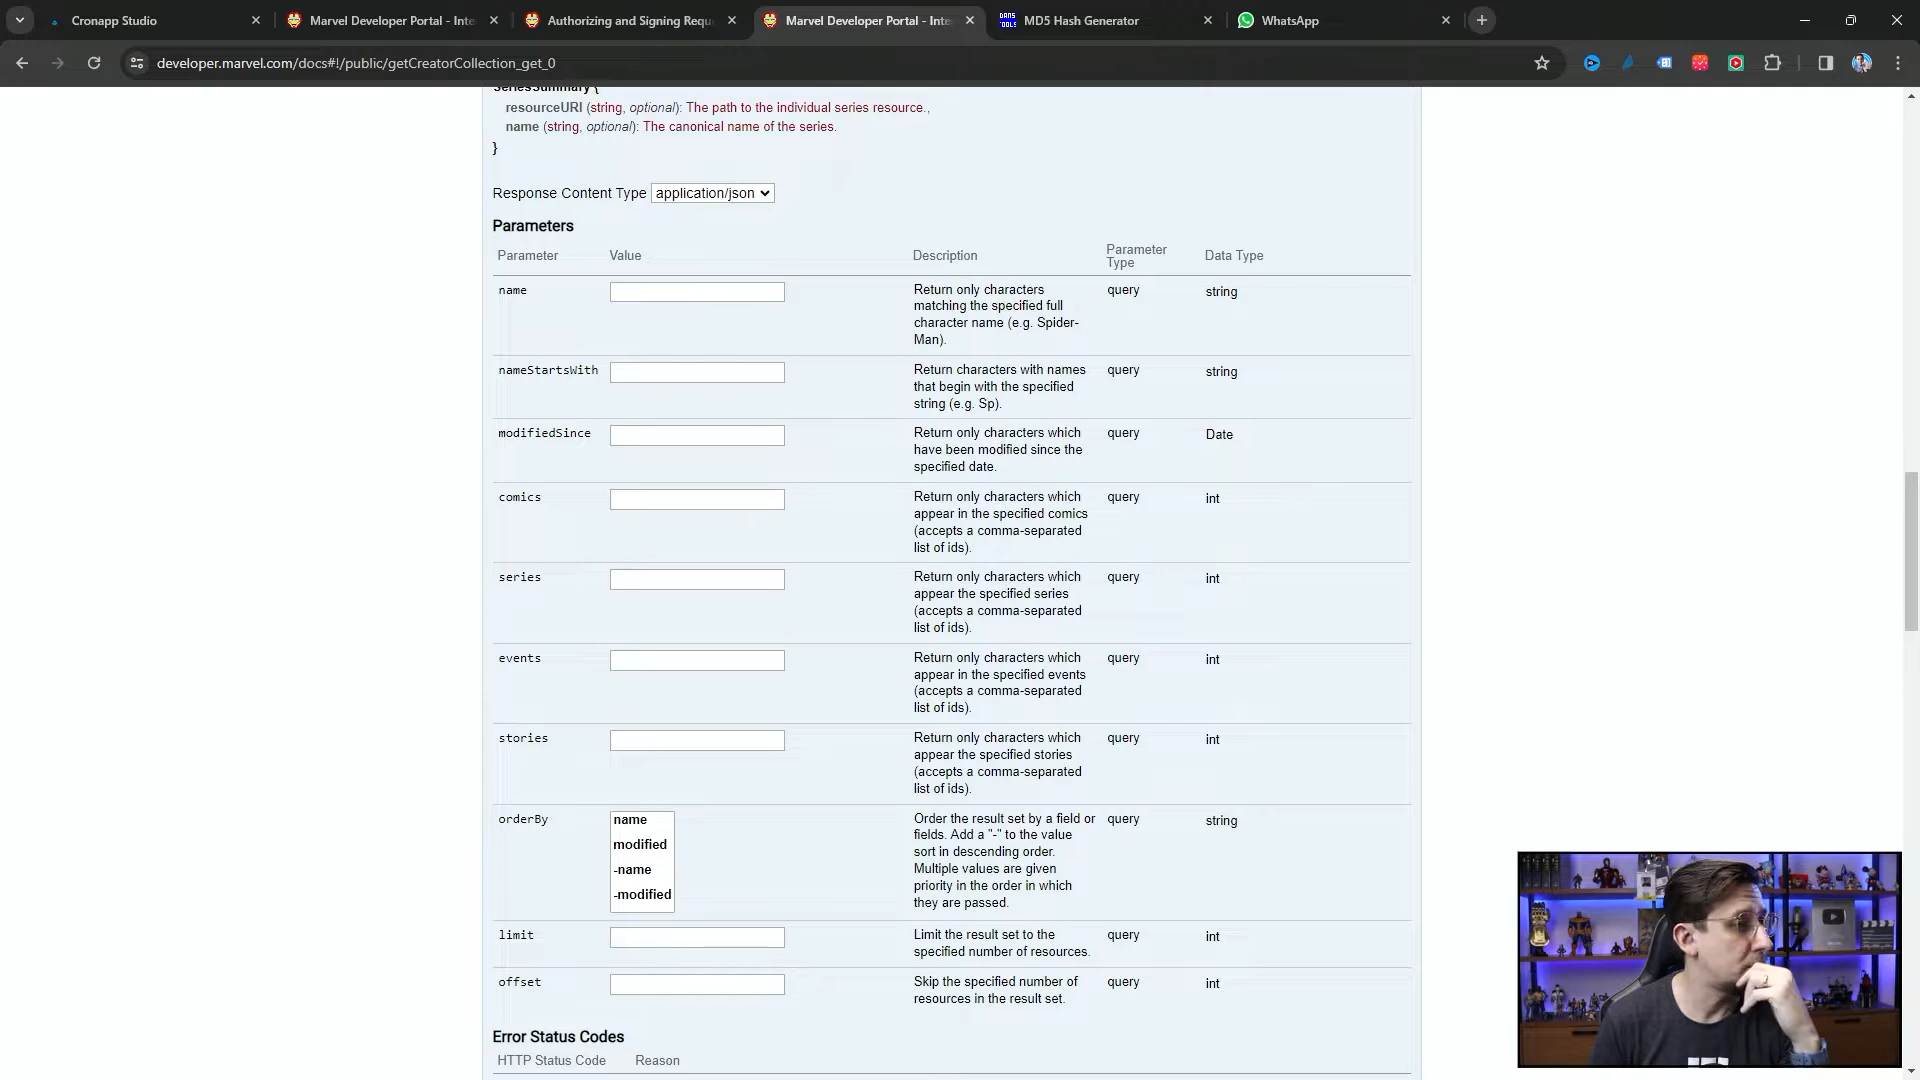 Cronapp Studio
Marvel Developer Portal - Inte
Authorizing and Signing Requ
Marvel Developer Portal - Inte
MD5 Hash Generator
WhatsApp
developer.marvel.com/docs#!/public/getCreatorCollection_get_0
SeriesSummary {
resourceURI (string, optional): The path to the individual series resource.,
name (string, optional): The canonical name of the series.
}
Response Content Type application/json
Parameters
Parameter Value Description Parameter Type Data Type
name Return only characters query string
matching the specified full
character name (e.g. Spider-
Man).
nameStartsWith Return characters with names query string
that begin with the specified
string (e.g. Sp).
modifiedSince Return only characters which query Date
have been modified since the
specified date.
comics Return only characters which query int
appear in the specified comics
(accepts a comma-separated
list of ids).
series Return only characters which query int
appear the specified series
(accepts a comma-separated
list of ids).
events Return only characters which query int
appear in the specified events
(accepts a comma-separated
list of ids).
stories Return only characters which query int
appear the specified stories
(accepts a comma-separated
list of ids).
orderBy name Order the result set by a field or query string
fields. Add a "-" to the value
modified
sort in descending order.
-name Multiple values are given
priority in the order in which
-modified
they are passed.
limit Limit the result set to the query int
specified number of resources.
offset Skip the specified number of query int
resources in the result set.
Error Status Codes
HTTP Status Code Reason